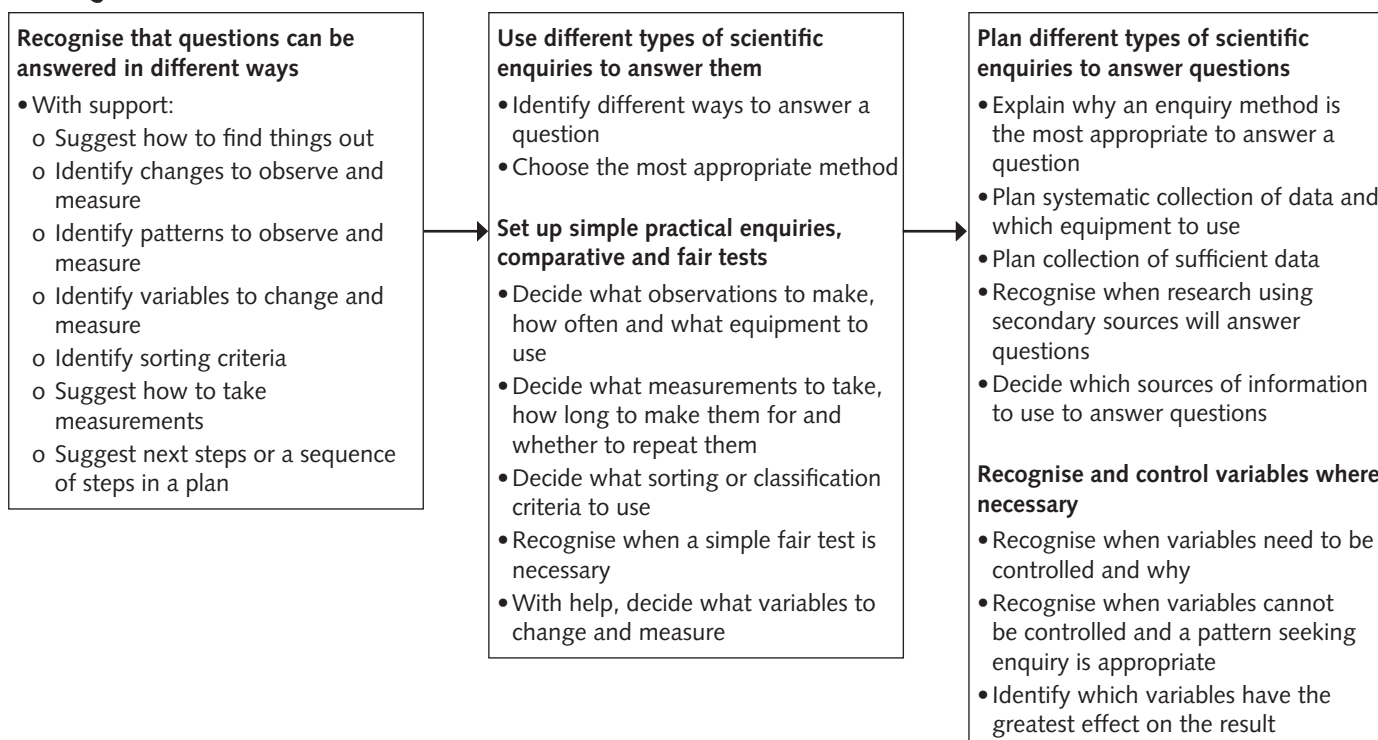 Recognise that questions can be
answered in different ways
• With support:
o Suggest how to find things out
o Identify changes to observe and
measure
o Identify patterns to observe and
measure
o Identify variables to change and
measure
o Identify sorting criteria
o Suggest how to take
measurements
o Suggest next steps or a sequence
of steps in a plan
Use different types of scientific
enquiries to answer them
• Identify different ways to answer a
question
• Choose the most appropriate method
Set up simple practical enquiries,
comparative and fair tests
• Decide what observations to make,
how often and what equipment to
use
• Decide what measurements to take,
how long to make them for and
whether to repeat them
• Decide what sorting or classification
criteria to use
• Recognise when a simple fair test is
necessary
• With help, decide what variables to
change and measure
Plan different types of scientific
enquiries to answer questions
• Explain why an enquiry method is
the most appropriate to answer a
question
• Plan systematic collection of data and
which equipment to use
• Plan collection of sufficient data
• Recognise when research using
secondary sources will answer
questions
• Decide which sources of information
to use to answer questions
Recognise and control variables where
necessary
• Recognise when variables need to be
controlled and why
• Recognise when variables cannot
be controlled and a pattern seeking
enquiry is appropriate
• Identify which variables have the
greatest effect on the result